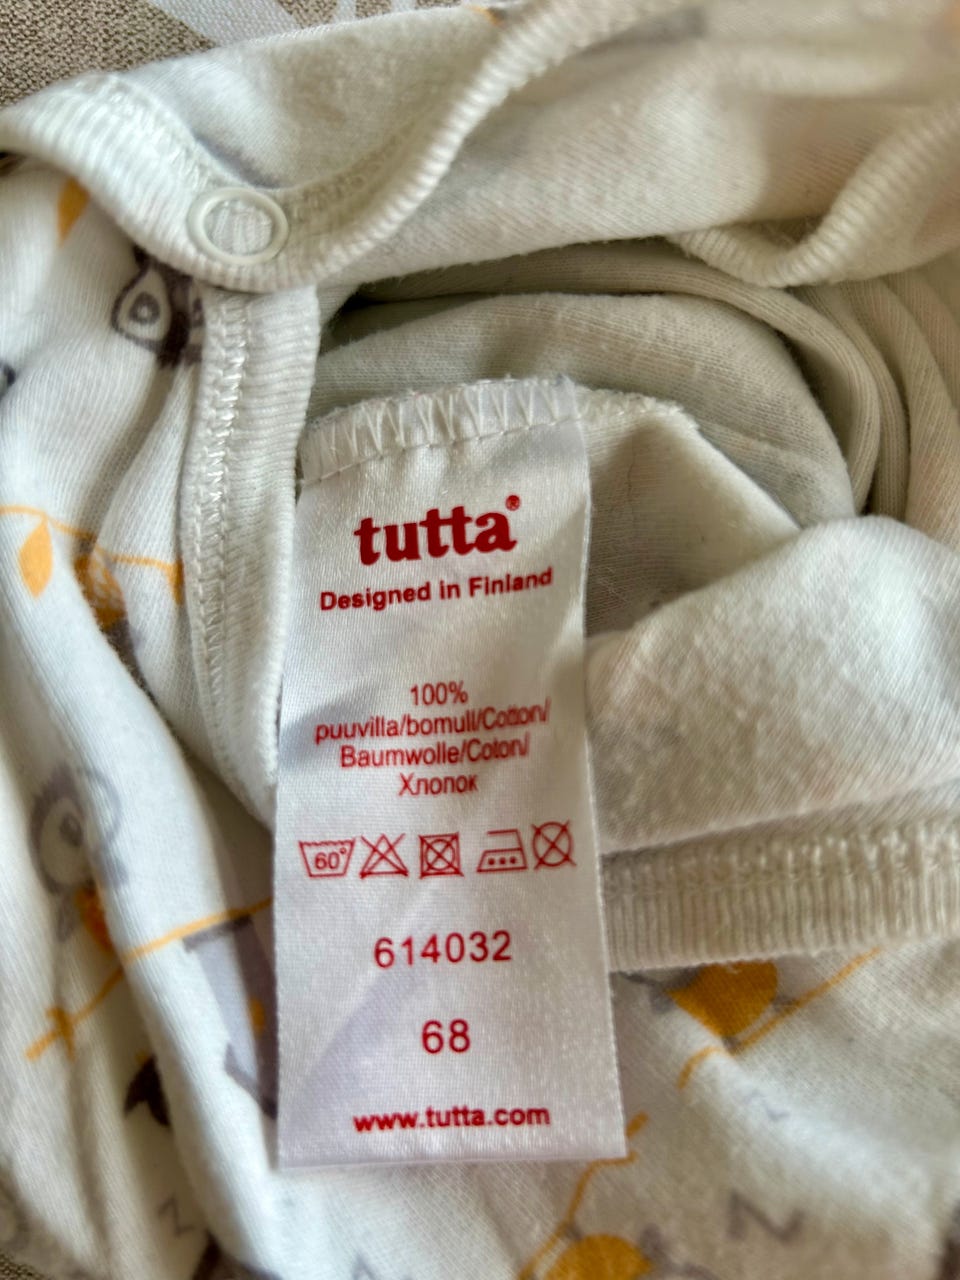 tutta®
Designed in Finland
100%
puuvilla/bomull/Cotton/
Baumwolle/Coton/
Хлопок
60°
614032
68
www.tutta.com